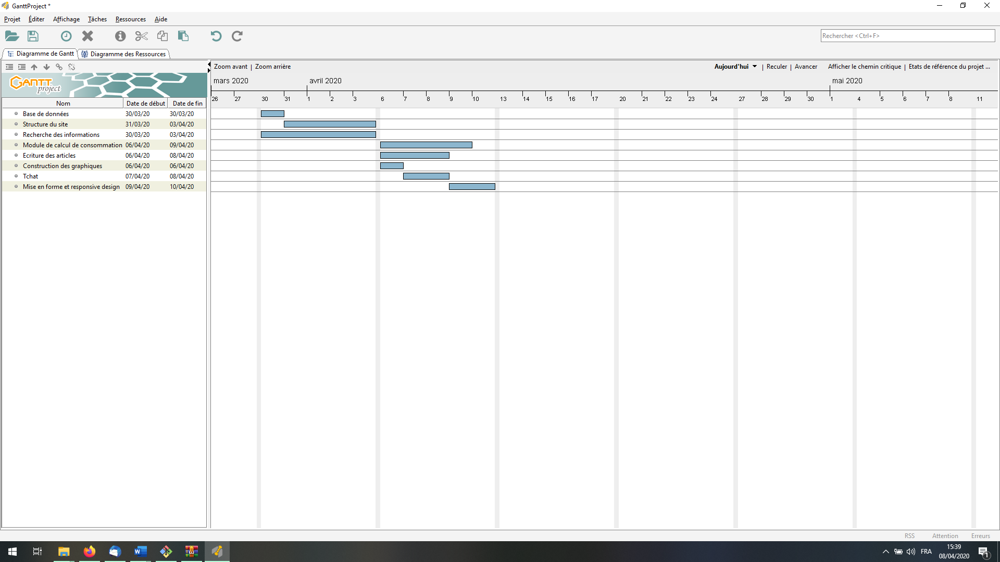 GanttProject *
Projet Éditer Affichage Tâches Ressources Aide
Rechercher <Ctrl+F>
Diagramme de Gantt Diagramme des Ressources
Zoom avant | Zoom arrière Aujourd'hui | Reculer | Avancer Afficher le chemin critique | Etats de référence du projet ...
GANTT project
mars 2020 avril 2020 mai 2020
26 27 30 31 1 2 3 6 7 8 9 10 13 14 15 16 17 20 21 22 23 24 27 28 29 30 1 4 5 6 7 8 11
Nom Date de début Date de fin
Base de données 30/03/20 30/03/20
Structure du site 31/03/20 03/04/20
Recherche des informations 30/03/20 03/04/20
Module de calcul de consommation 06/04/20 09/04/20
Ecriture des articles 06/04/20 08/04/20
Construction des graphiques 06/04/20 06/04/20
Tchat 07/04/20 08/04/20
Mise en forme et responsive design 09/04/20 10/04/20
RSS Attention Erreurs
FRA 15:39
08/04/2020 1